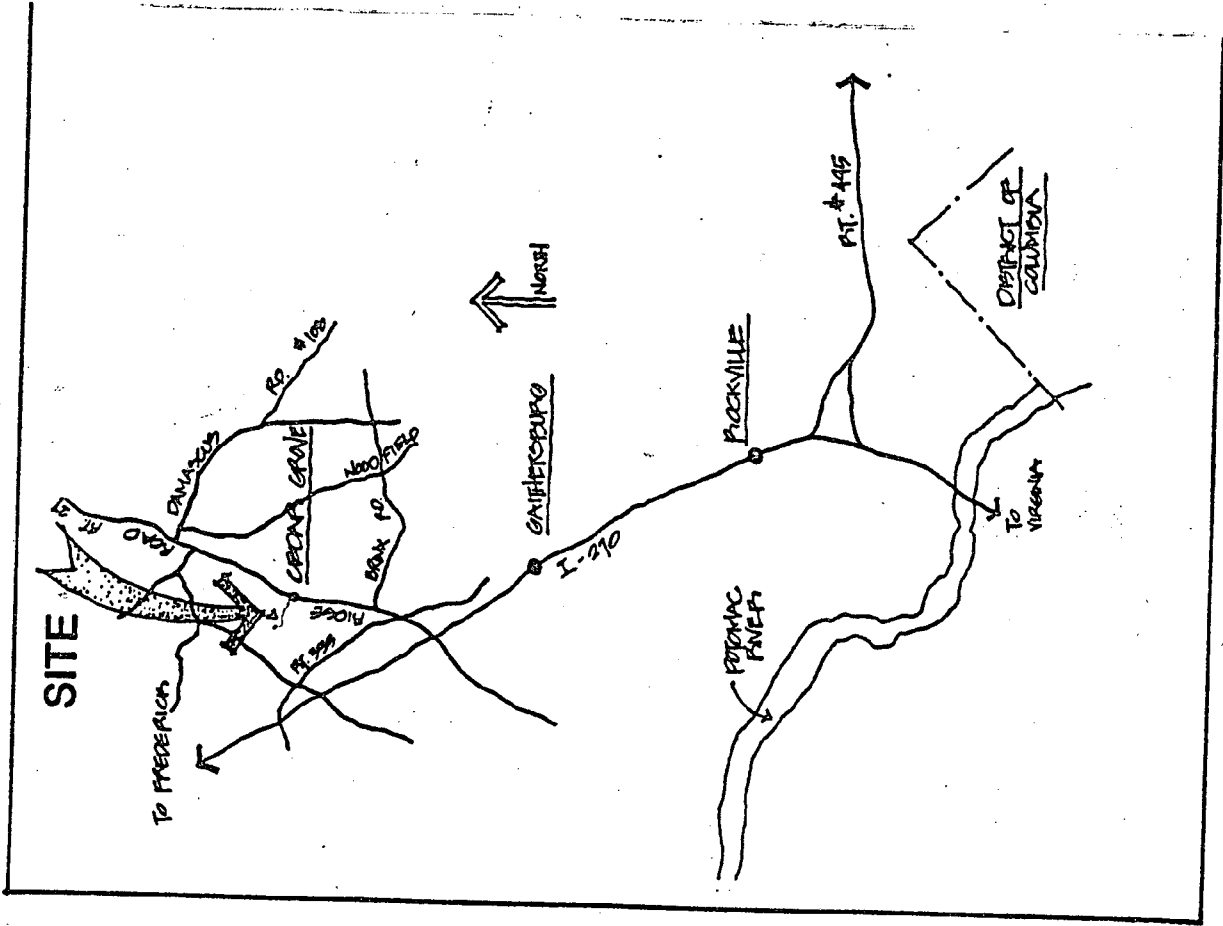 SITE
TO FREDERICK
RT. 27
DAMASCUS
RD. #108
ROAD
RIDGE
CEDAR GROVE
WOODFIELD
BRINK RD.
RT. 355
NORTH
GAITHERSBURG
I-270
ROCKVILLE
RT. #495
POTOMAC
RIVER
DISTRICT OF
COLUMBIA
TO
VIRGINIA